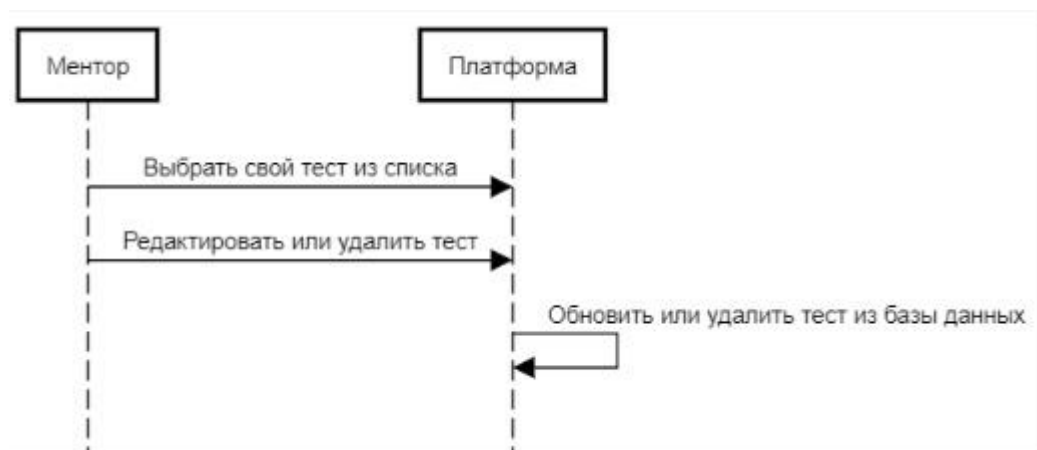 Ментор
Платформа
Выбрать свой тест из списка
Редактировать или удалить тест
Обновить или удалить тест из базы данных